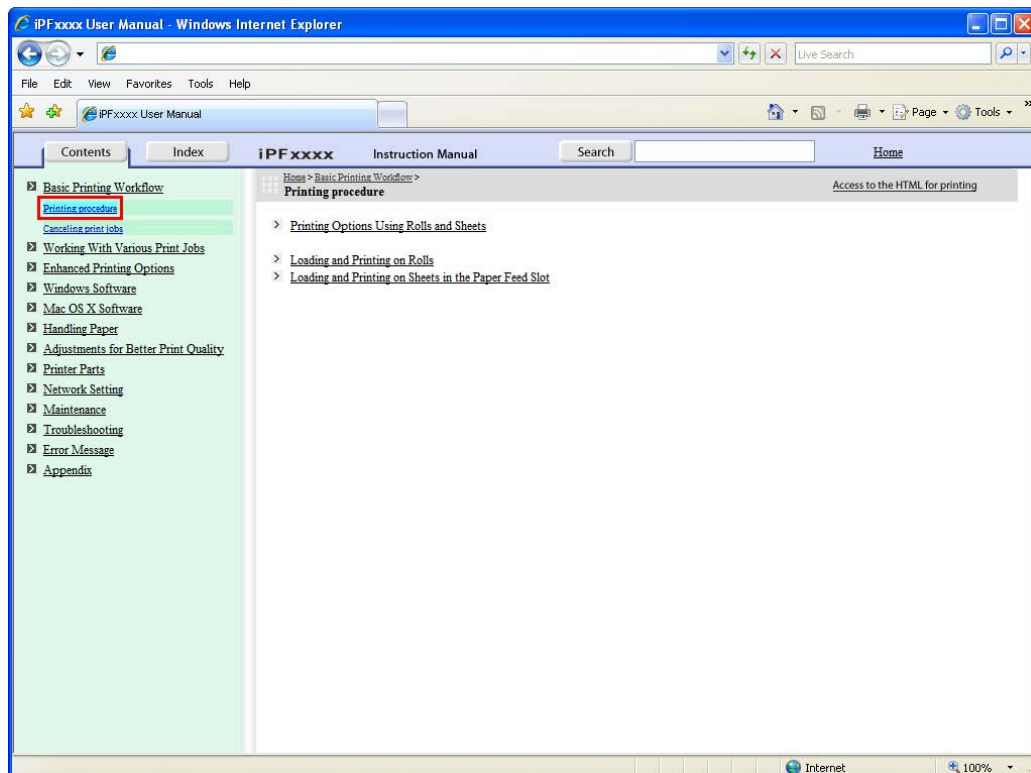 iPFxxxx User Manual - Windows Internet Explorer
Live Search
File Edit View Favorites Tools Help
iPFxxxx User Manual
Page Tools »
Contents Index iPFxxxx Instruction Manual Search Home
Home > Basic Printing Workflow >
Printing procedure
Access to the HTML for printing
Basic Printing Workflow
Printing procedure
Canceling print jobs
Working With Various Print Jobs
Enhanced Printing Options
Windows Software
Mac OS X Software
Handling Paper
Adjustments for Better Print Quality
Printer Parts
Network Setting
Maintenance
Troubleshooting
Error Message
Appendix
> Printing Options Using Rolls and Sheets
> Loading and Printing on Rolls
> Loading and Printing on Sheets in the Paper Feed Slot
Internet 100%